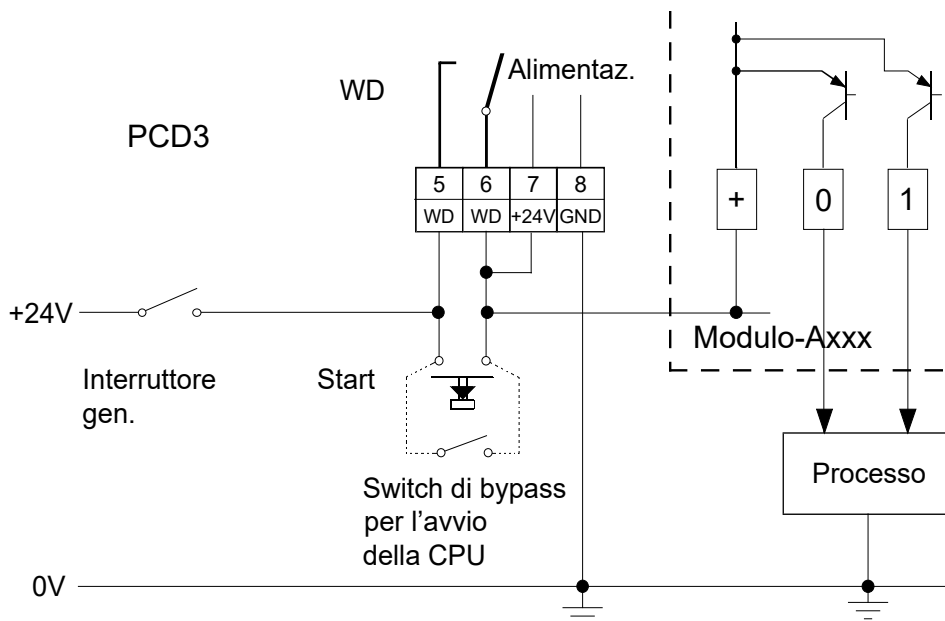 WD
Alimentaz.
PCD3
5 6 7 8
WD WD +24V GND
+ 0 1
+24V
Modulo-Axxx
Interruttore
gen.
Start
Processo
Switch di bypass
per l’avvio
della CPU
0V